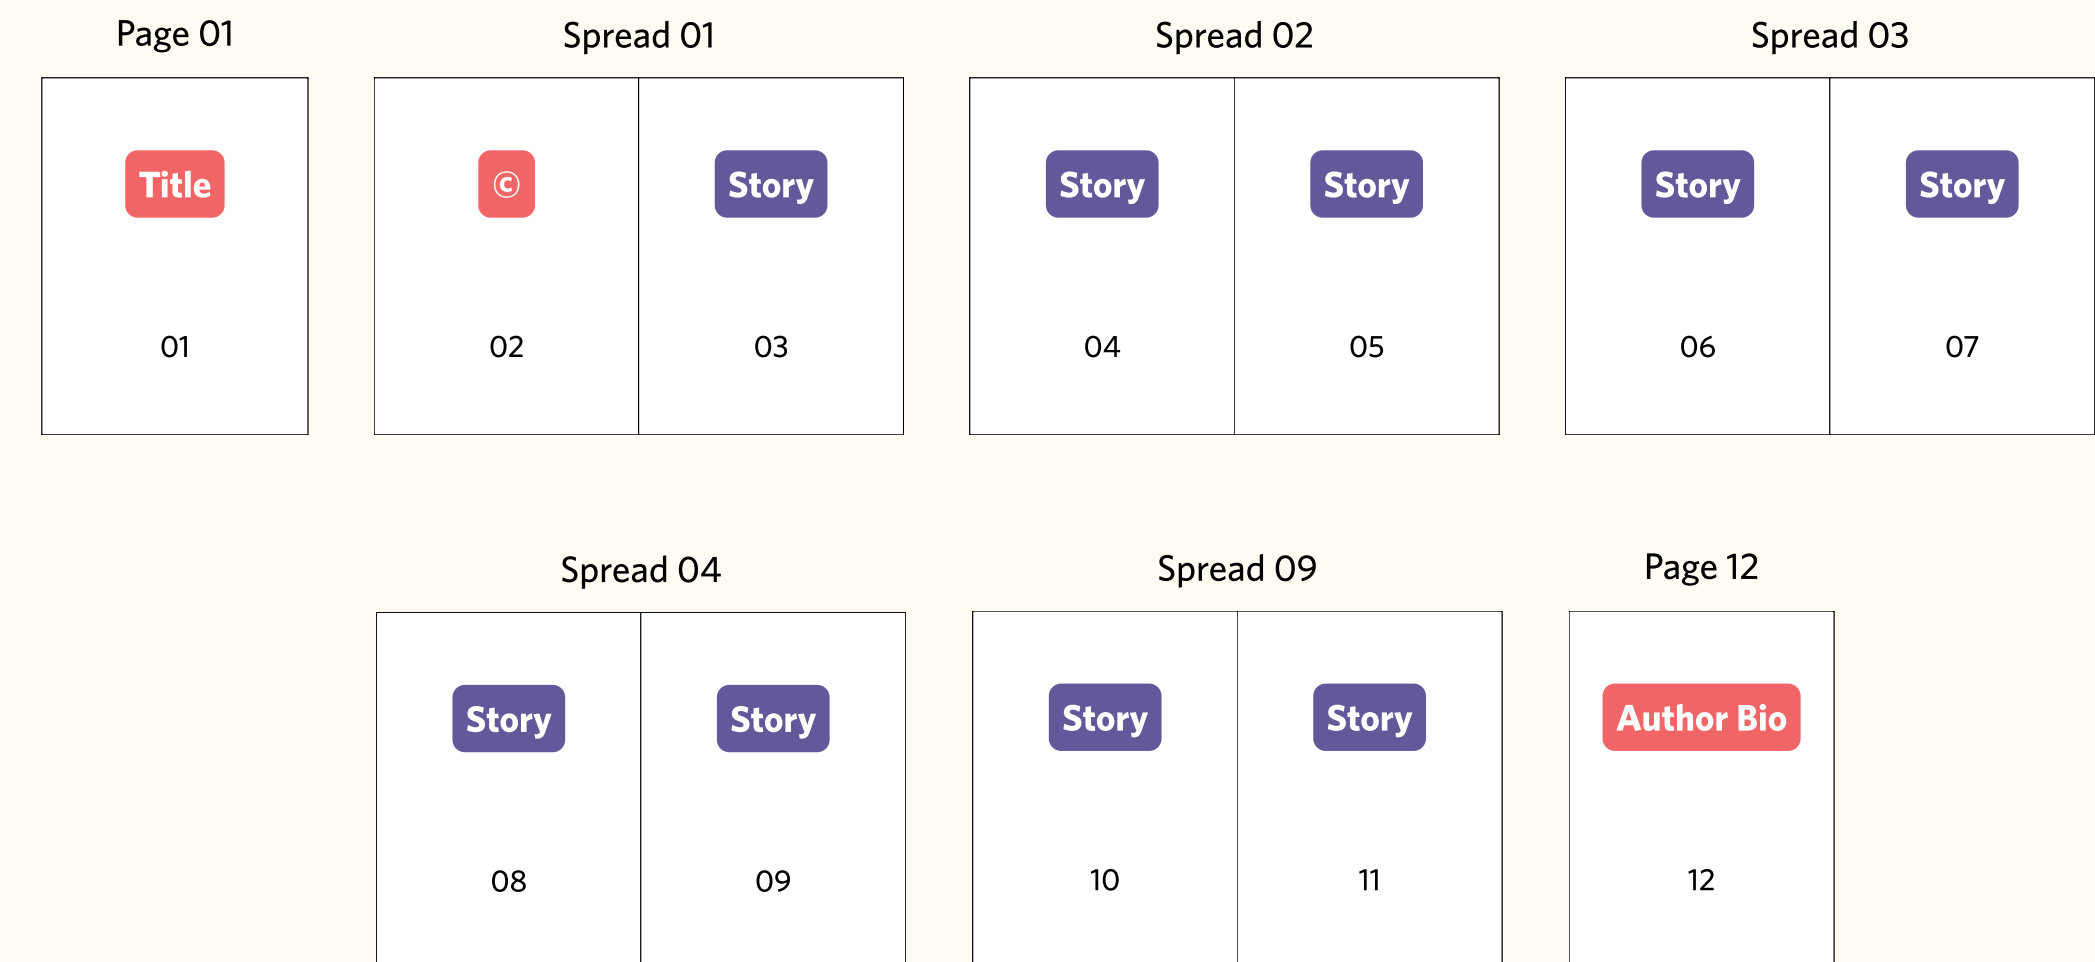 Page 01
Spread 01
Spread 02
Spread 03
Title
©
Story
Story
Story
Story
Story
01
02
03
04
05
06
07
Spread 04
Spread 09
Page 12
Story
Story
Story
Story
Author Bio
08
09
10
11
12